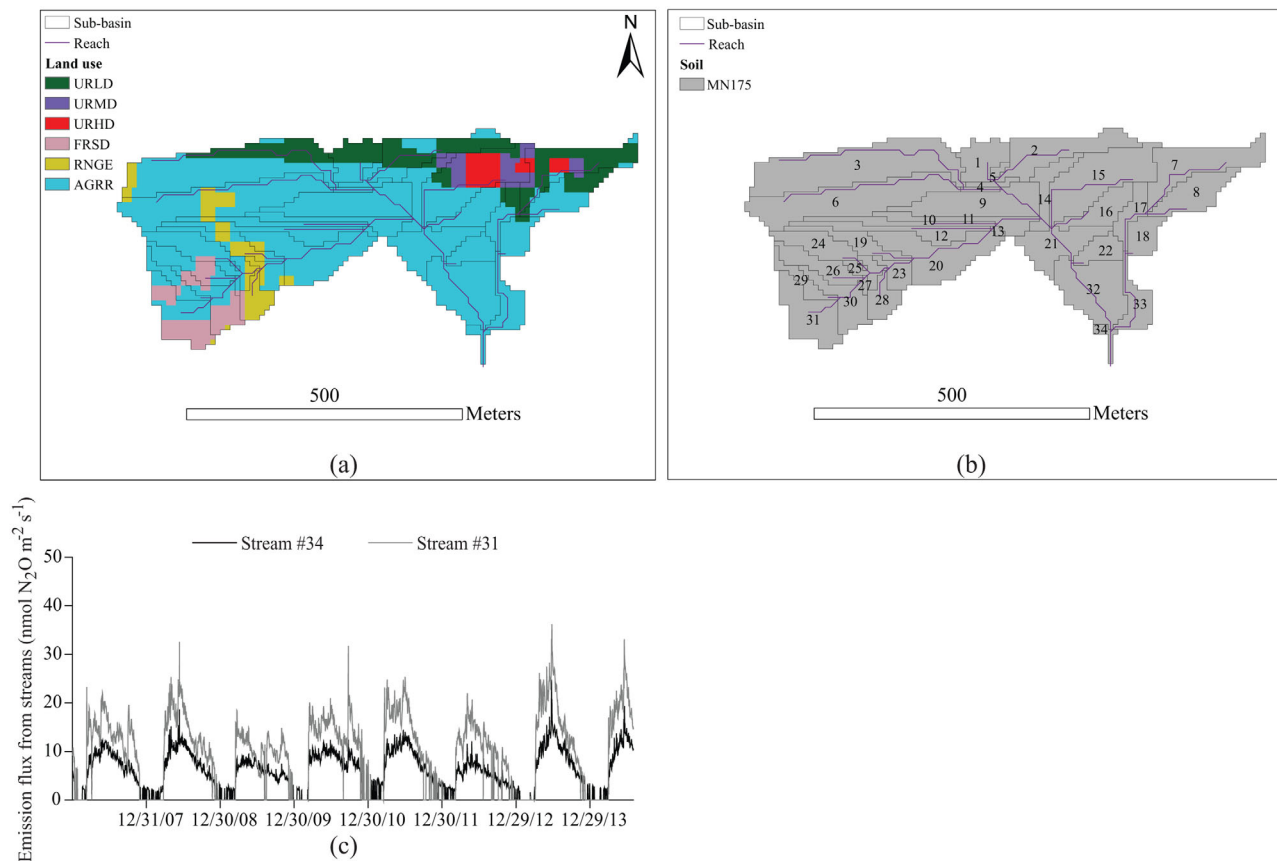 Sub-basin
Reach
Land use
URLD
URMD
URHD
FRSD
RNGE
AGRR
N
500
Meters
(a)
Sub-basin
Reach
Soil
MN175
1
2
3
4
5
6
7
8
9
10
11
12
13
14
15
16
17
18
19
20
21
22
23
24
25
26
27
28
29
30
31
32
33
34
500
Meters
(b)
Emission flux from streams (nmol N₂O m⁻² s⁻¹)
Stream #34 Stream #31
50
40
30
20
10
0
12/31/07 12/30/08 12/30/09 12/30/10 12/30/11 12/29/12 12/29/13
(c)